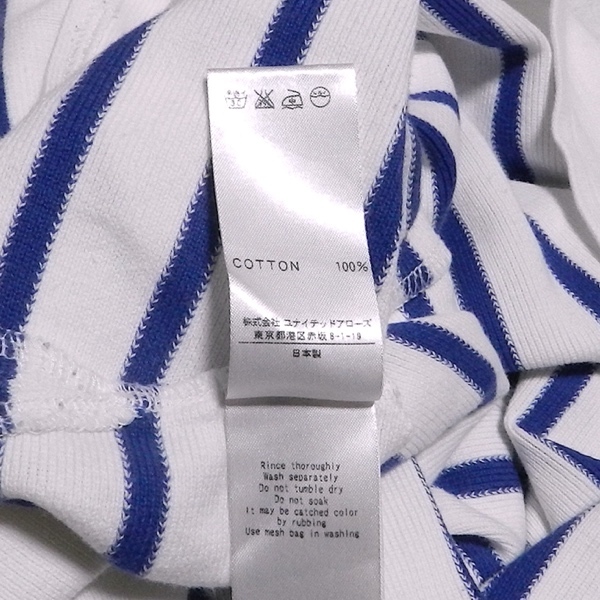 COTTON 100%
株式会社 ユナイテッドアローズ
東京都港区赤坂8-1-19
日本製
Rince thoroughly
Wash separately
Do not tumble dry
Do not soak
It may be catched color
by rubbing
Use mesh bag in washing